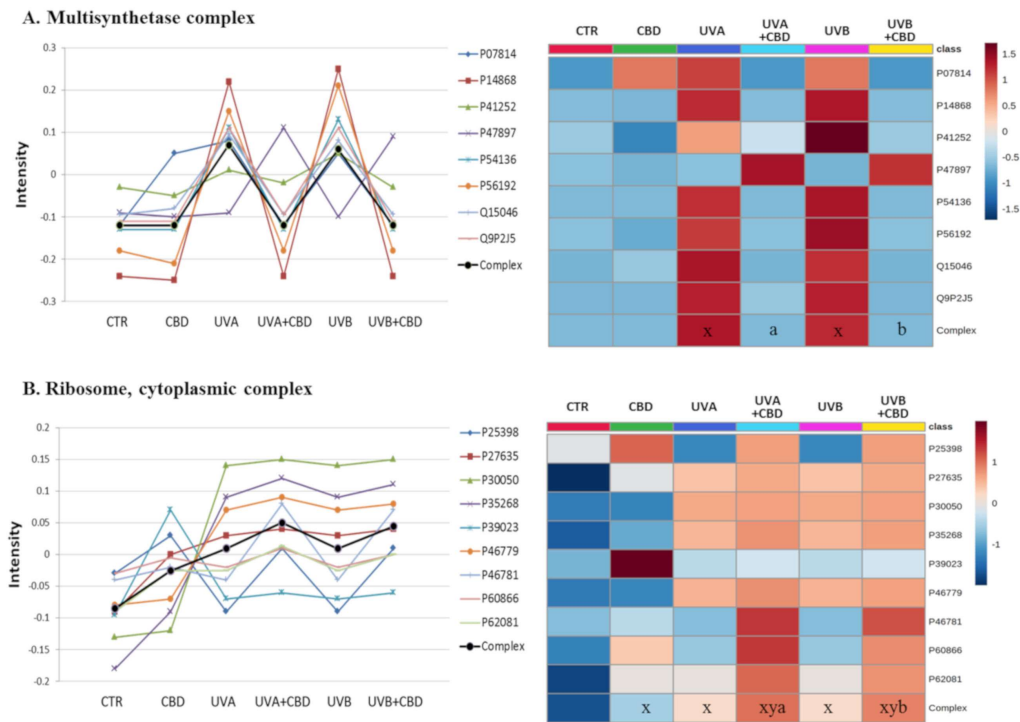 A. Multisynthetase complex
0.3
0.2
0.1
0
-0.1
-0.2
-0.3
Intensity
CTR CBD UVA UVA+CBD UVB UVB+CBD
P07814
P14868
P41252
P47897
P54136
P56192
Q15046
Q9P2J5
Complex
CTR CBD UVA UVA +CBD UVB UVB +CBD
class
P07814
P14868
P41252
P47897
P54136
P56192
Q15046
Q9P2J5
x a x b Complex
1.5
1
0.5
0
-0.5
-1
-1.5
B. Ribosome, cytoplasmic complex
0.2
0.15
0.1
0.05
0
-0.05
-0.1
-0.15
-0.2
Intensity
CTR CBD UVA UVA+CBD UVB UVB+CBD
P25398
P27635
P30050
P35268
P39023
P46779
P46781
P60866
P62081
Complex
CTR CBD UVA UVA +CBD UVB UVB +CBD
class
P25398
P27635
P30050
P35268
P39023
P46779
P46781
P60866
P62081
x x xya x xyb Complex
1
0
-1